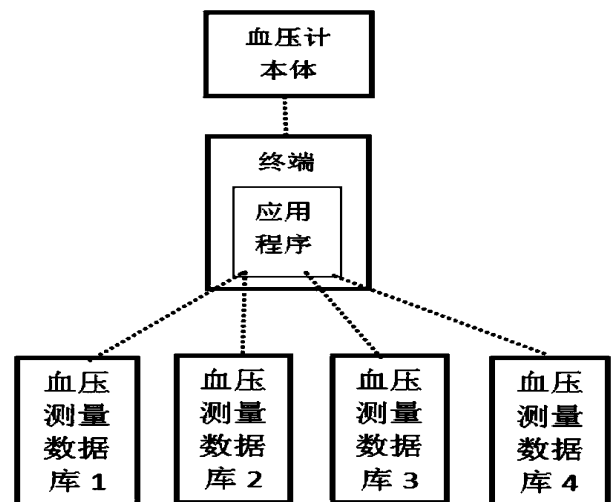 血压计
本体
终端
应用
程序
血压
测量
数据
库 1
血压
测量
数据
库 2
血压
测量
数据
库 3
血压
测量
数据
库 4